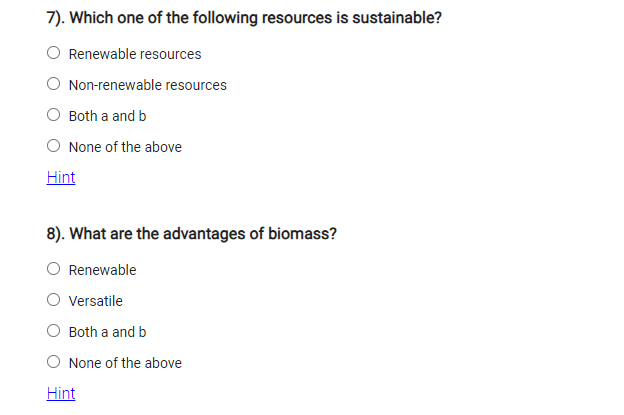 7). Which one of the following resources is sustainable?
Renewable resources
Non-renewable resources
Both a and b
None of the above
Hint
8). What are the advantages of biomass?
Renewable
Versatile
Both a and b
None of the above
Hint